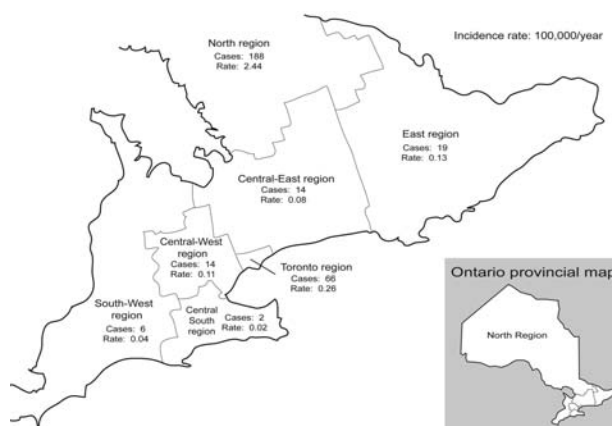 North region
Cases: 188
Rate: 2.44
Incidence rate: 100,000/year
East region
Cases: 19
Rate: 0.13
Central-East region
Cases: 14
Rate: 0.08
Central-West
region
Cases: 14
Rate: 0.11
Toronto region
Cases: 66
Rate: 0.26
South-West
region
Cases: 6
Rate: 0.04
Central
South
region
Cases: 2
Rate: 0.02
Ontario provincial map
North Region